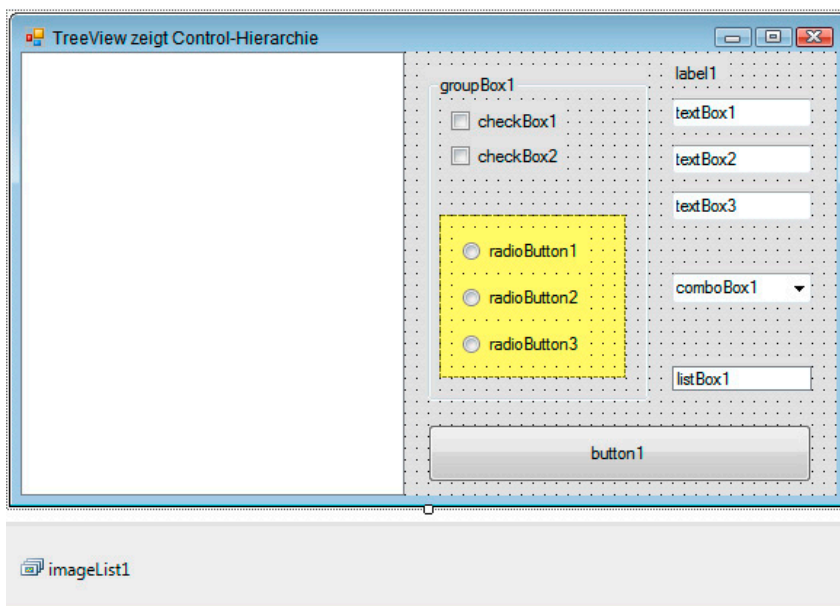 TreeView zeigt Control-Hierarchie
groupBox1
checkBox1
checkBox2
radioButton1
radioButton2
radioButton3
label1
textBox1
textBox2
textBox3
comboBox1
listBox1
button1
imageList1